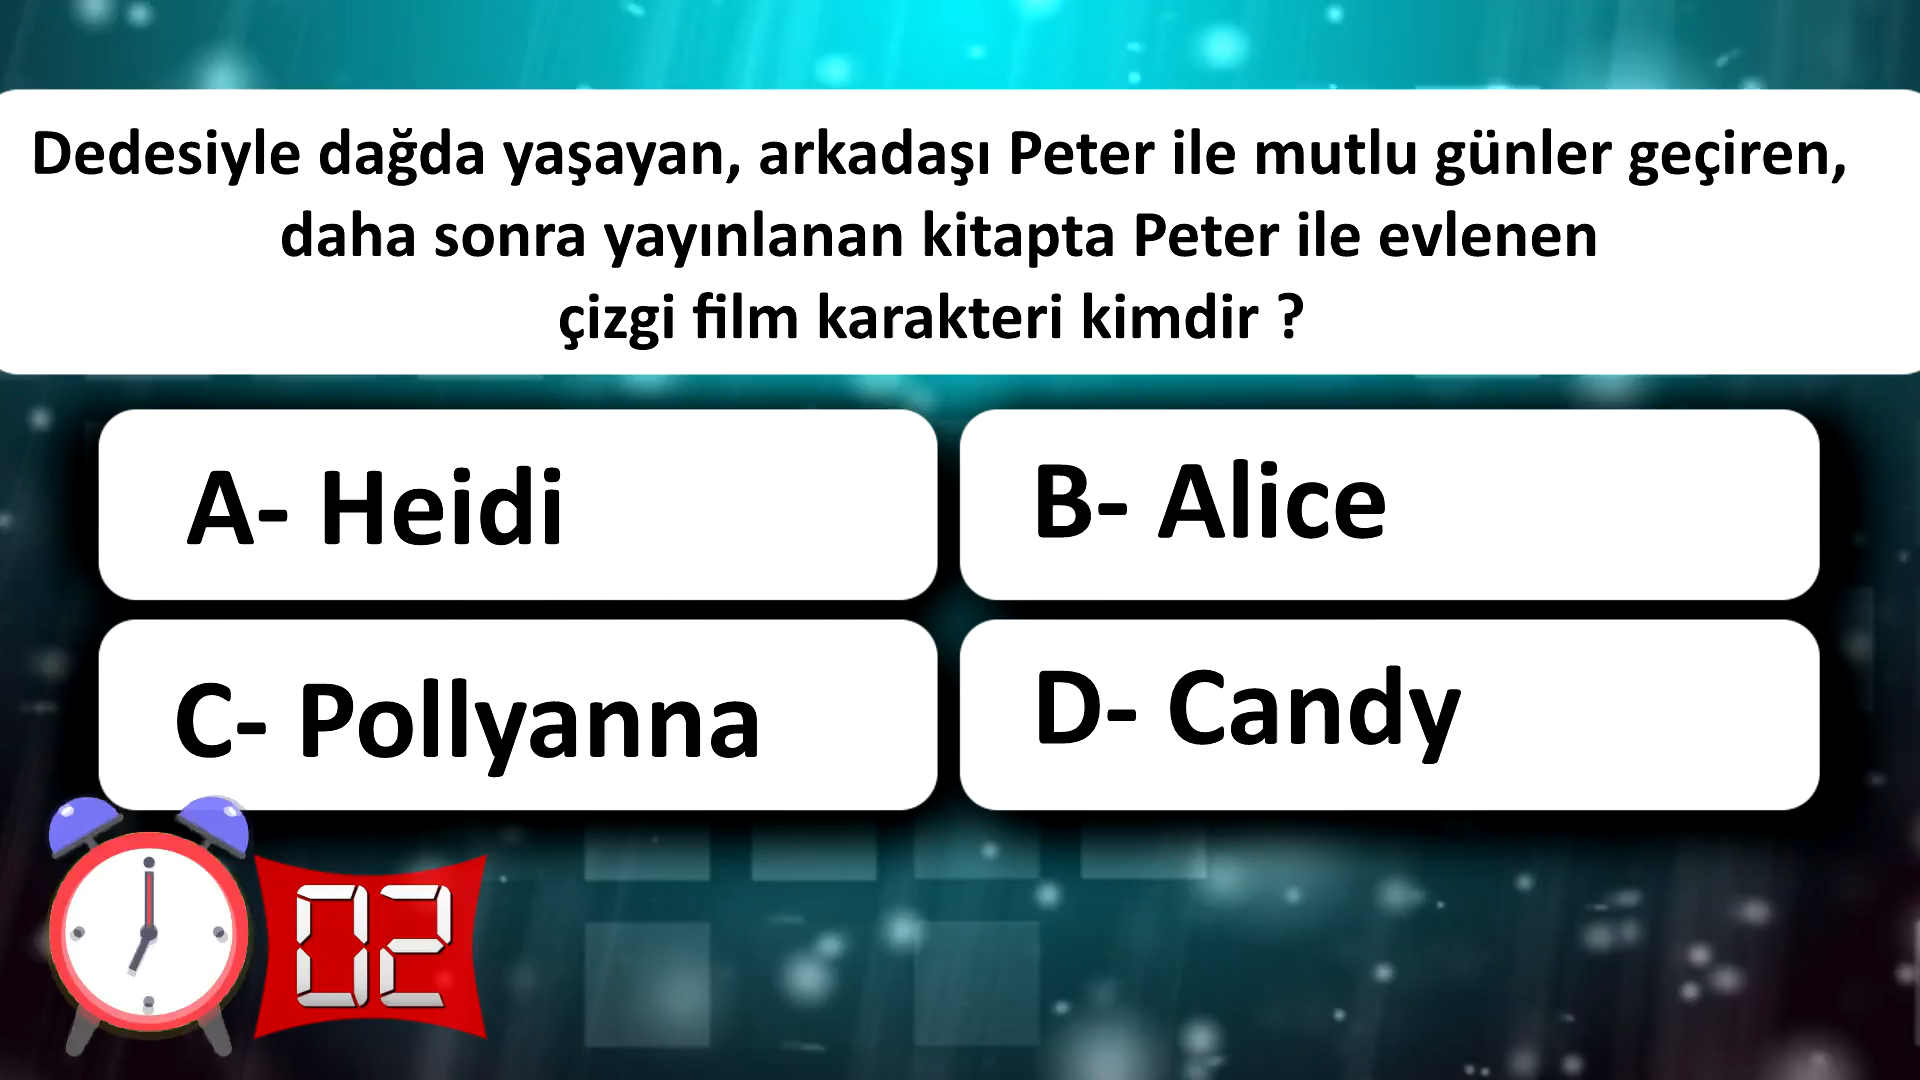 Dedesiyle dağda yaşayan, arkadaşı Peter ile mutlu günler geçiren,
daha sonra yayınlanan kitapta Peter ile evlenen
çizgi film karakteri kimdir ?
A- Heidi
B- Alice
C- Pollyanna
D- Candy
02